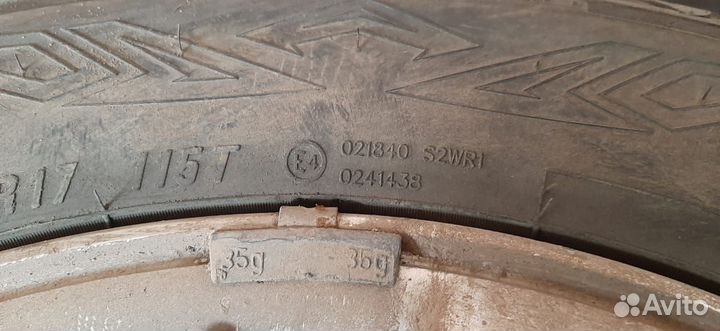 R17 115T E4 021840 S2WR1
0241438
35g 35g
Avito